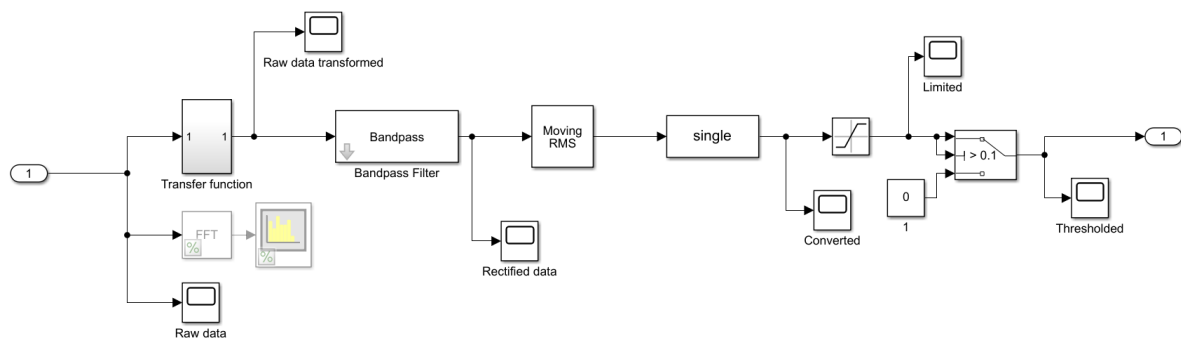 Raw data transformed
Limited
1
1
Transfer function
Bandpass
Bandpass Filter
Moving
RMS
single
> 0.1
1
1
FFT
%
%
0
1
Converted
Thresholded
Rectified data
Raw data